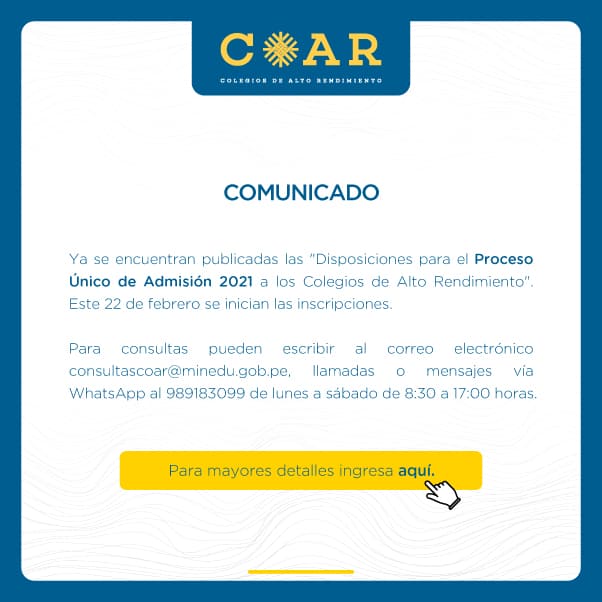 COAR
COLEGIOS DE ALTO RENDIMIENTO
COMUNICADO
Ya se encuentran publicadas las "Disposiciones para el Proceso
Único de Admisión 2021 a los Colegios de Alto Rendimiento".
Este 22 de febrero se inician las inscripciones.
Para consultas pueden escribir al correo electrónico
consultascoar@minedu.gob.pe, llamadas o mensajes vía
WhatsApp al 989183099 de lunes a sábado de 8:30 a 17:00 horas.
Para mayores detalles ingresa aquí.